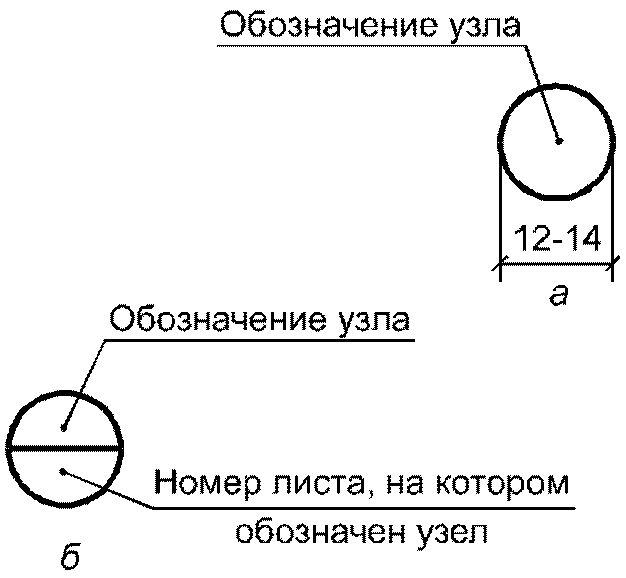 Обозначение узла
12-14
а
Обозначение узла
Номер листа, на котором
обозначен узел
б